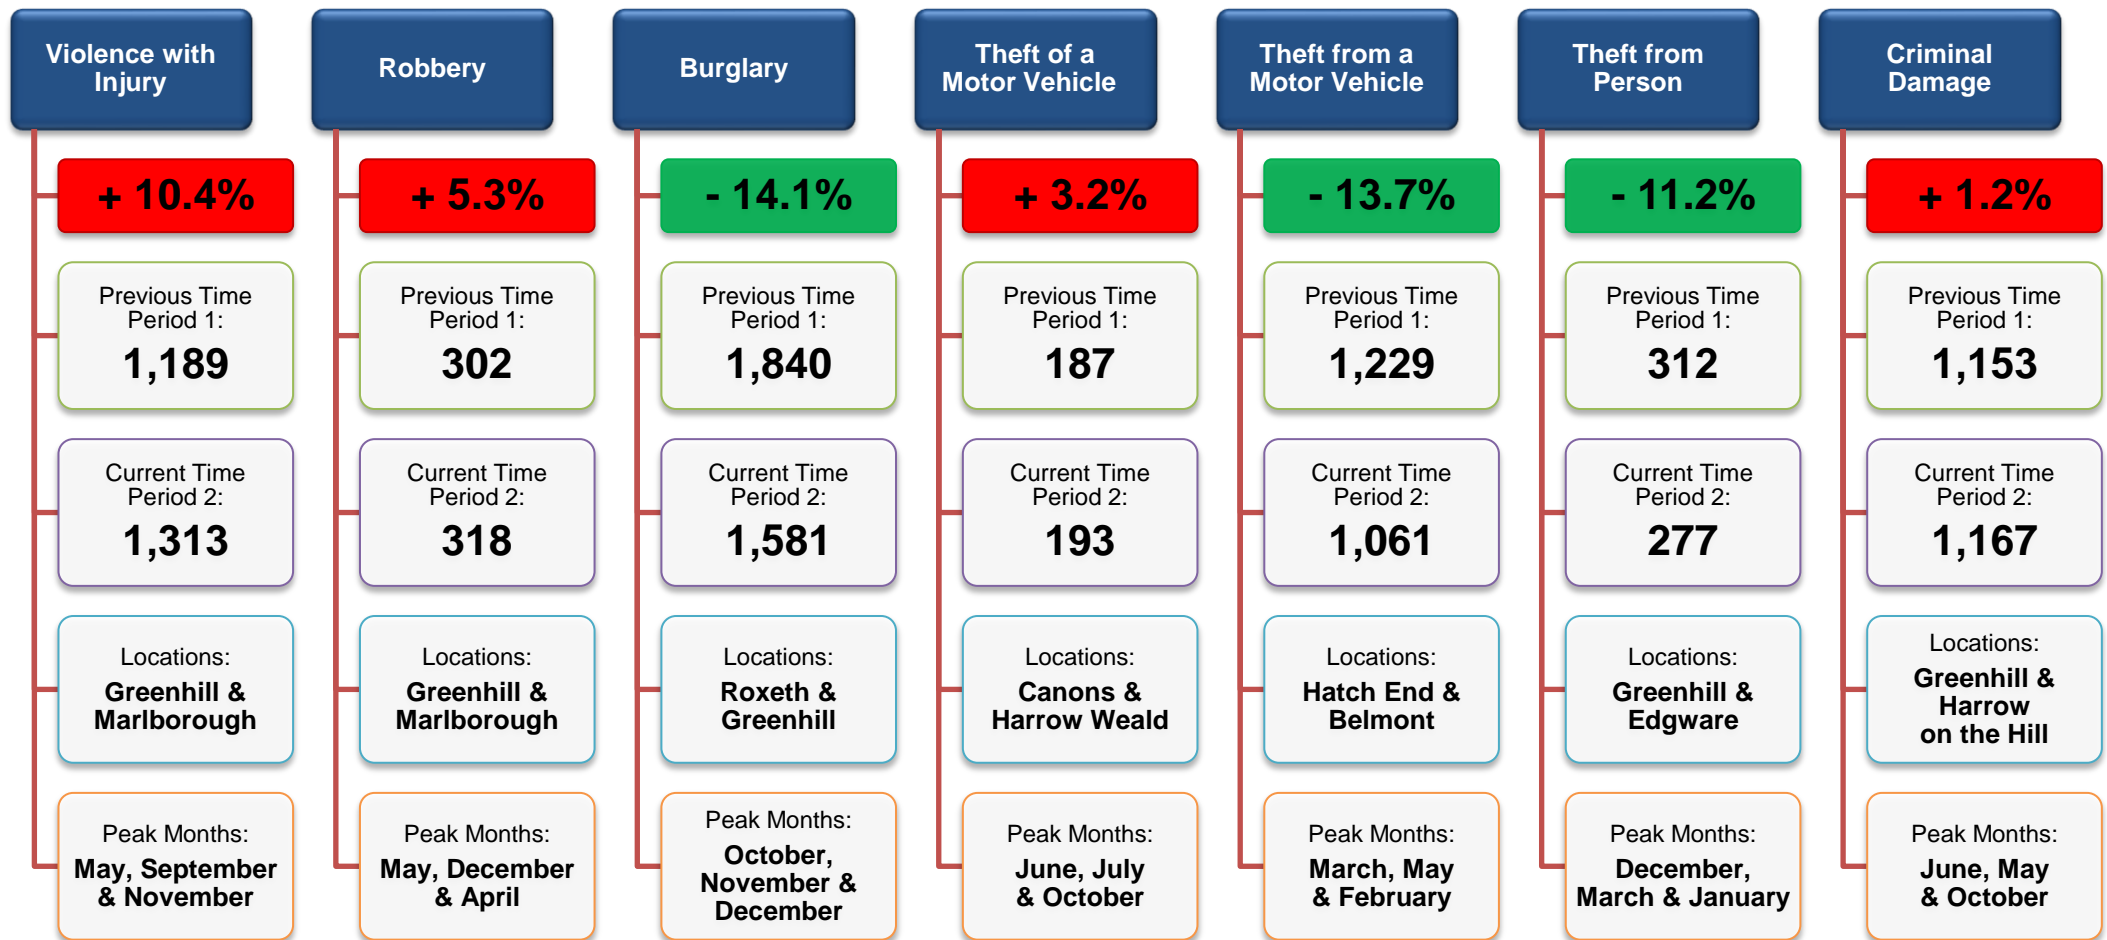 Violence with
Injury
+ 10.4%
Previous Time
Period 1:
1,189
Current Time
Period 2:
1,313
Locations:
Greenhill &
Marlborough
Peak Months:
May, September
& November
Robbery
+ 5.3%
Previous Time
Period 1:
302
Current Time
Period 2:
318
Locations:
Greenhill &
Marlborough
Peak Months:
May, December
& April
Burglary
- 14.1%
Previous Time
Period 1:
1,840
Current Time
Period 2:
1,581
Locations:
Roxeth &
Greenhill
Peak Months:
October,
November &
December
Theft of a
Motor Vehicle
+ 3.2%
Previous Time
Period 1:
187
Current Time
Period 2:
193
Locations:
Canons &
Harrow Weald
Peak Months:
June, July
& October
Theft from a
Motor Vehicle
- 13.7%
Previous Time
Period 1:
1,229
Current Time
Period 2:
1,061
Locations:
Hatch End &
Belmont
Peak Months:
March, May
& February
Theft from
Person
- 11.2%
Previous Time
Period 1:
312
Current Time
Period 2:
277
Locations:
Greenhill &
Edgware
Peak Months:
December,
March & January
Criminal
Damage
+ 1.2%
Previous Time
Period 1:
1,153
Current Time
Period 2:
1,167
Locations:
Greenhill &
Harrow
on the Hill
Peak Months:
June, May
& October